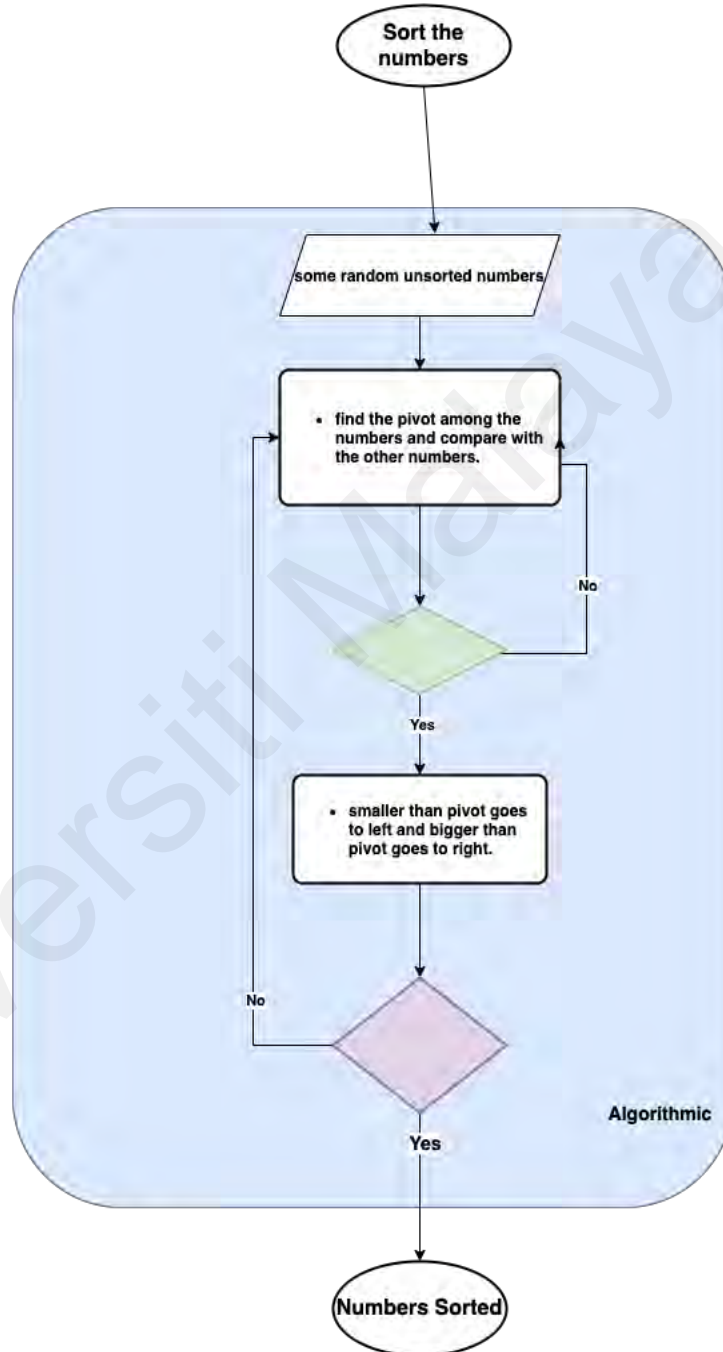 Sort the
numbers
some random unsorted numbers
• find the pivot among the
numbers and compare with
the other numbers.
No
Yes
• smaller than pivot goes
to left and bigger than
pivot goes to right.
No
Algorithmic
Yes
Numbers Sorted
versiti Malaya